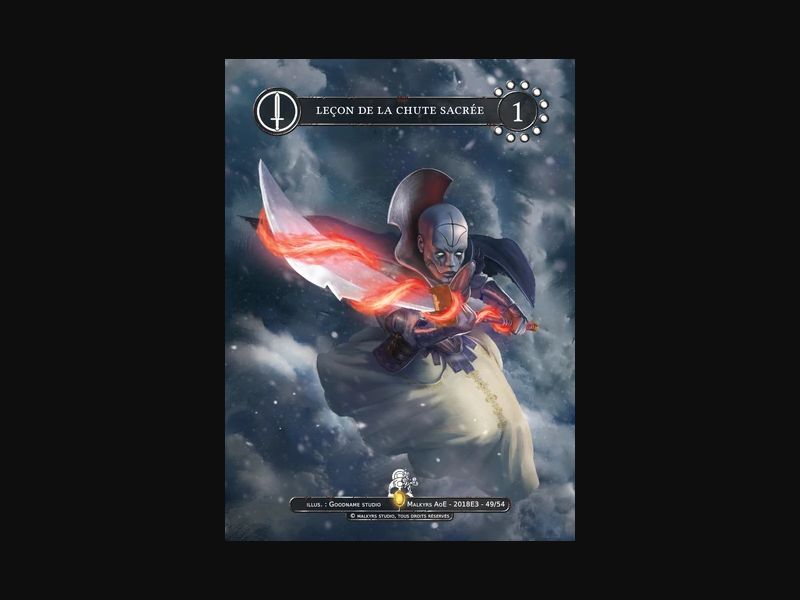 LEÇON DE LA CHUTE SACRÉE
1
ILLUS. : GOODNAME STUDIO MALKYRS AOE - 2018E3 - 49/54
© MALKYRS STUDIO, TOUS DROITS RÉSERVÉS